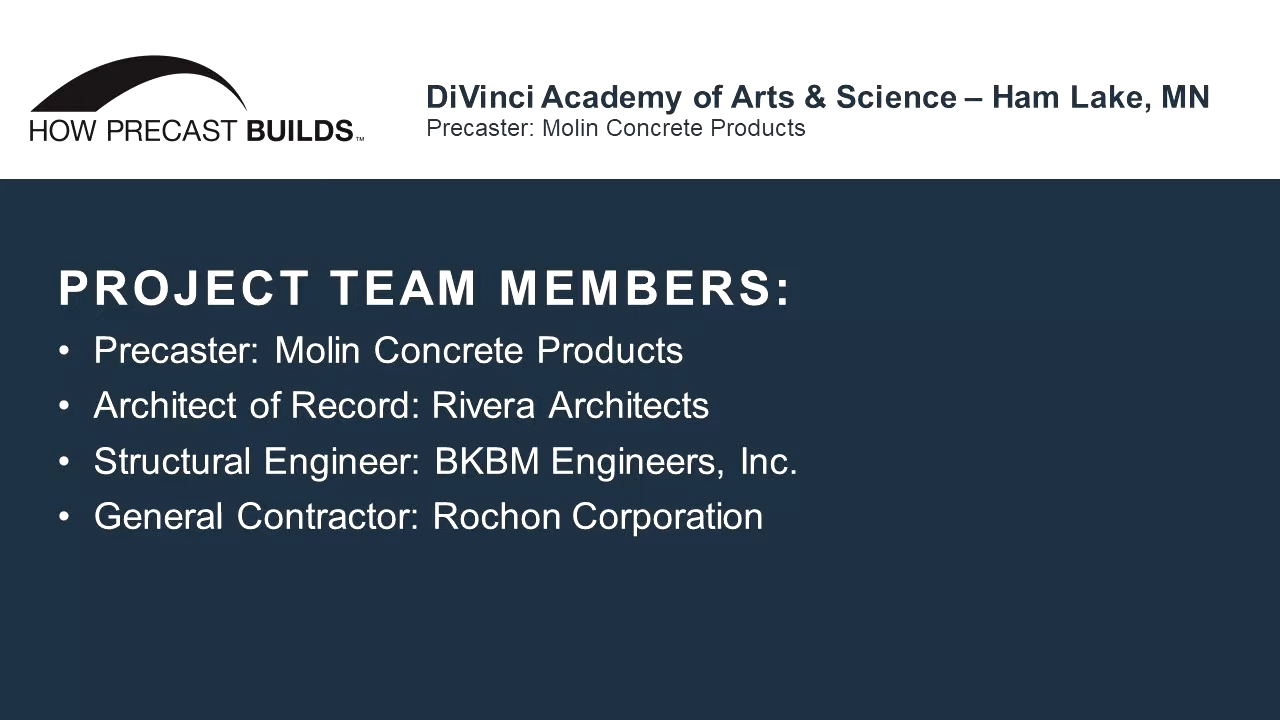 HOW PRECAST BUILDS™
DiVinci Academy of Arts & Science – Ham Lake, MN
Precaster: Molin Concrete Products
PROJECT TEAM MEMBERS:
• Precaster: Molin Concrete Products
• Architect of Record: Rivera Architects
• Structural Engineer: BKBM Engineers, Inc.
• General Contractor: Rochon Corporation